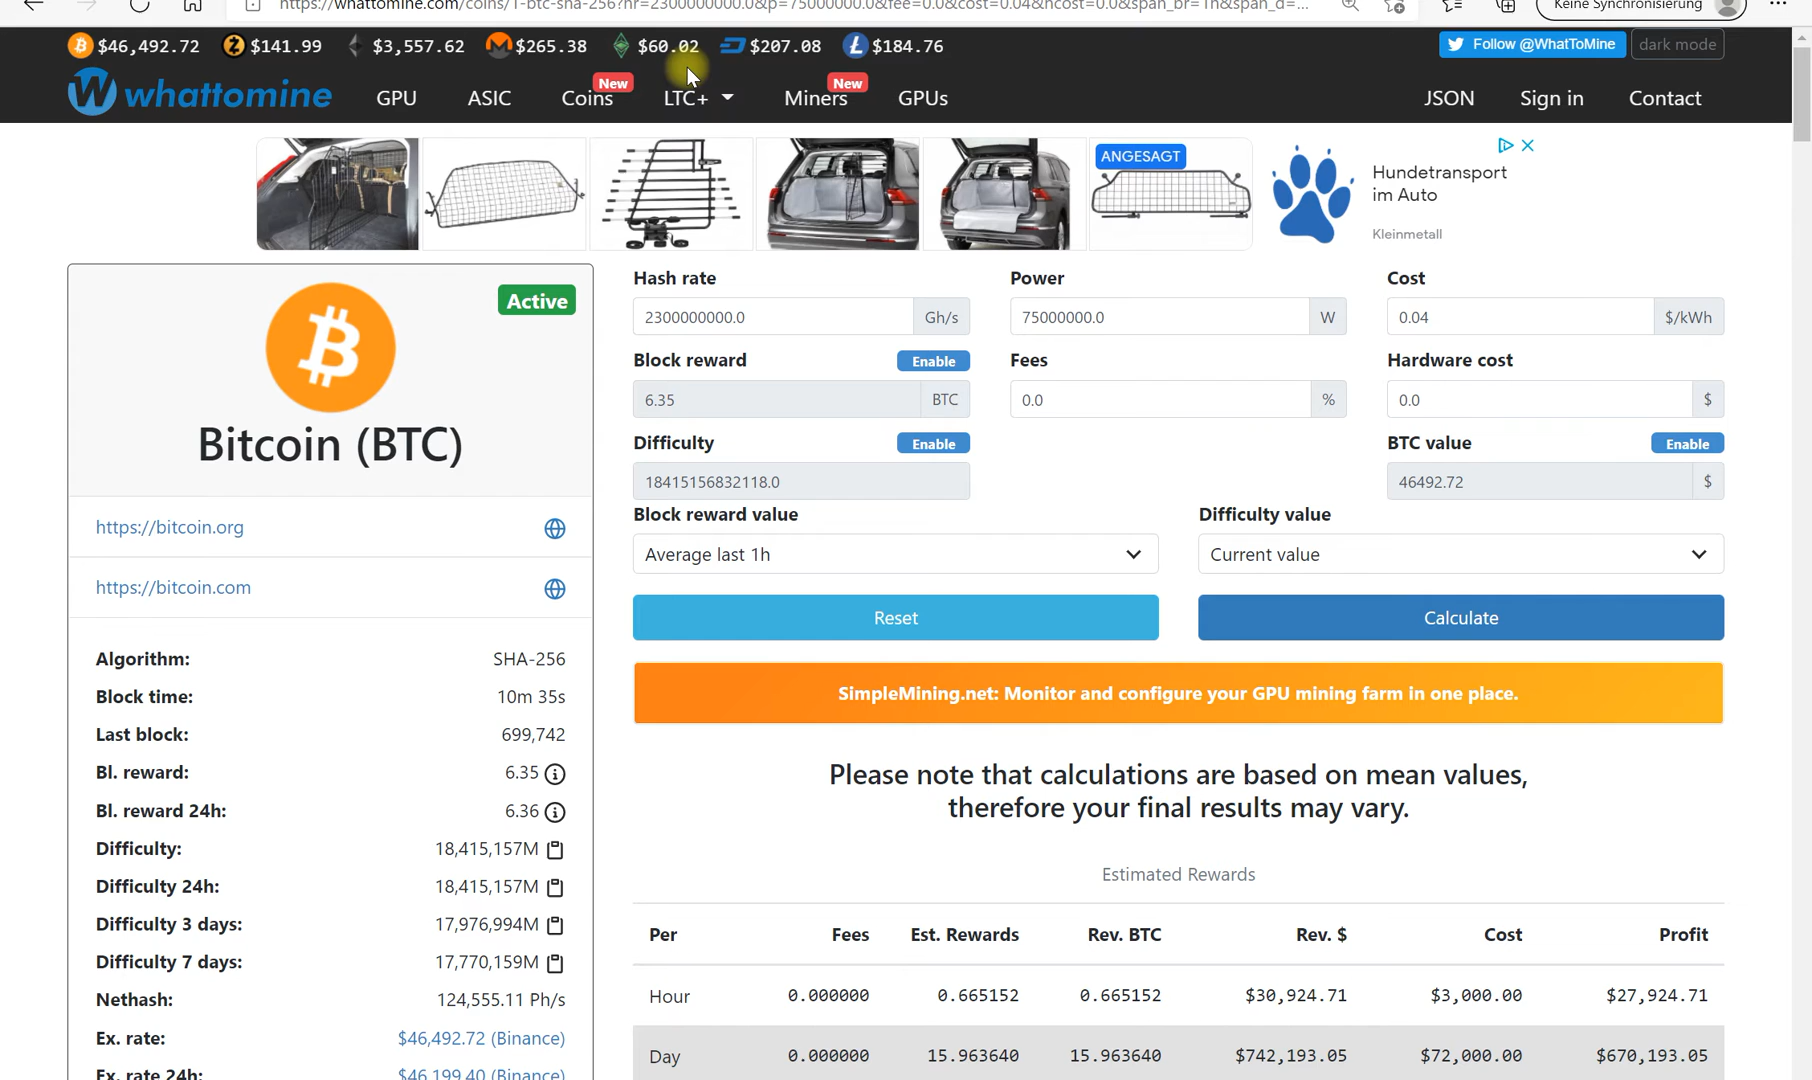 https://whattomine.com/coins/1-btc-sha-256?hr=2300000000.0&p=75000000.0&fee=0.0&cost=0.04&hcost=0.0&span_br=1h&span_d=...
Keine Synchronisierung
$46,492.72 $141.99 $3,557.62 $265.38 $60.02 $207.08 $184.76
Follow @WhatToMine dark mode
whattomine GPU ASIC Coins New LTC+ Miners New GPUs JSON Sign in Contact
ANGESAGT
Hundetransport
im Auto
Kleinmetall
Active
Bitcoin (BTC)
https://bitcoin.org
https://bitcoin.com
Algorithm: SHA-256
Block time: 10m 35s
Last block: 699,742
Bl. reward: 6.35
Bl. reward 24h: 6.36
Difficulty: 18,415,157M
Difficulty 24h: 18,415,157M
Difficulty 3 days: 17,976,994M
Difficulty 7 days: 17,770,159M
Nethash: 124,555.11 Ph/s
Ex. rate: $46,492.72 (Binance)
Ex. rate 24h: $46,199.40 (Binance)
Hash rate Power Cost
2300000000.0 Gh/s 75000000.0 W 0.04 $/kWh
Block reward Enable Fees Hardware cost
6.35 BTC 0.0 % 0.0 $
Difficulty Enable BTC value Enable
18415156832118.0 46492.72 $
Block reward value Difficulty value
Average last 1h Current value
Reset Calculate
SimpleMining.net: Monitor and configure your GPU mining farm in one place.
Please note that calculations are based on mean values,
therefore your final results may vary.
Estimated Rewards
Per Fees Est. Rewards Rev. BTC Rev. $ Cost Profit
Hour 0.000000 0.665152 0.665152 $30,924.71 $3,000.00 $27,924.71
Day 0.000000 15.963640 15.963640 $742,193.05 $72,000.00 $670,193.05